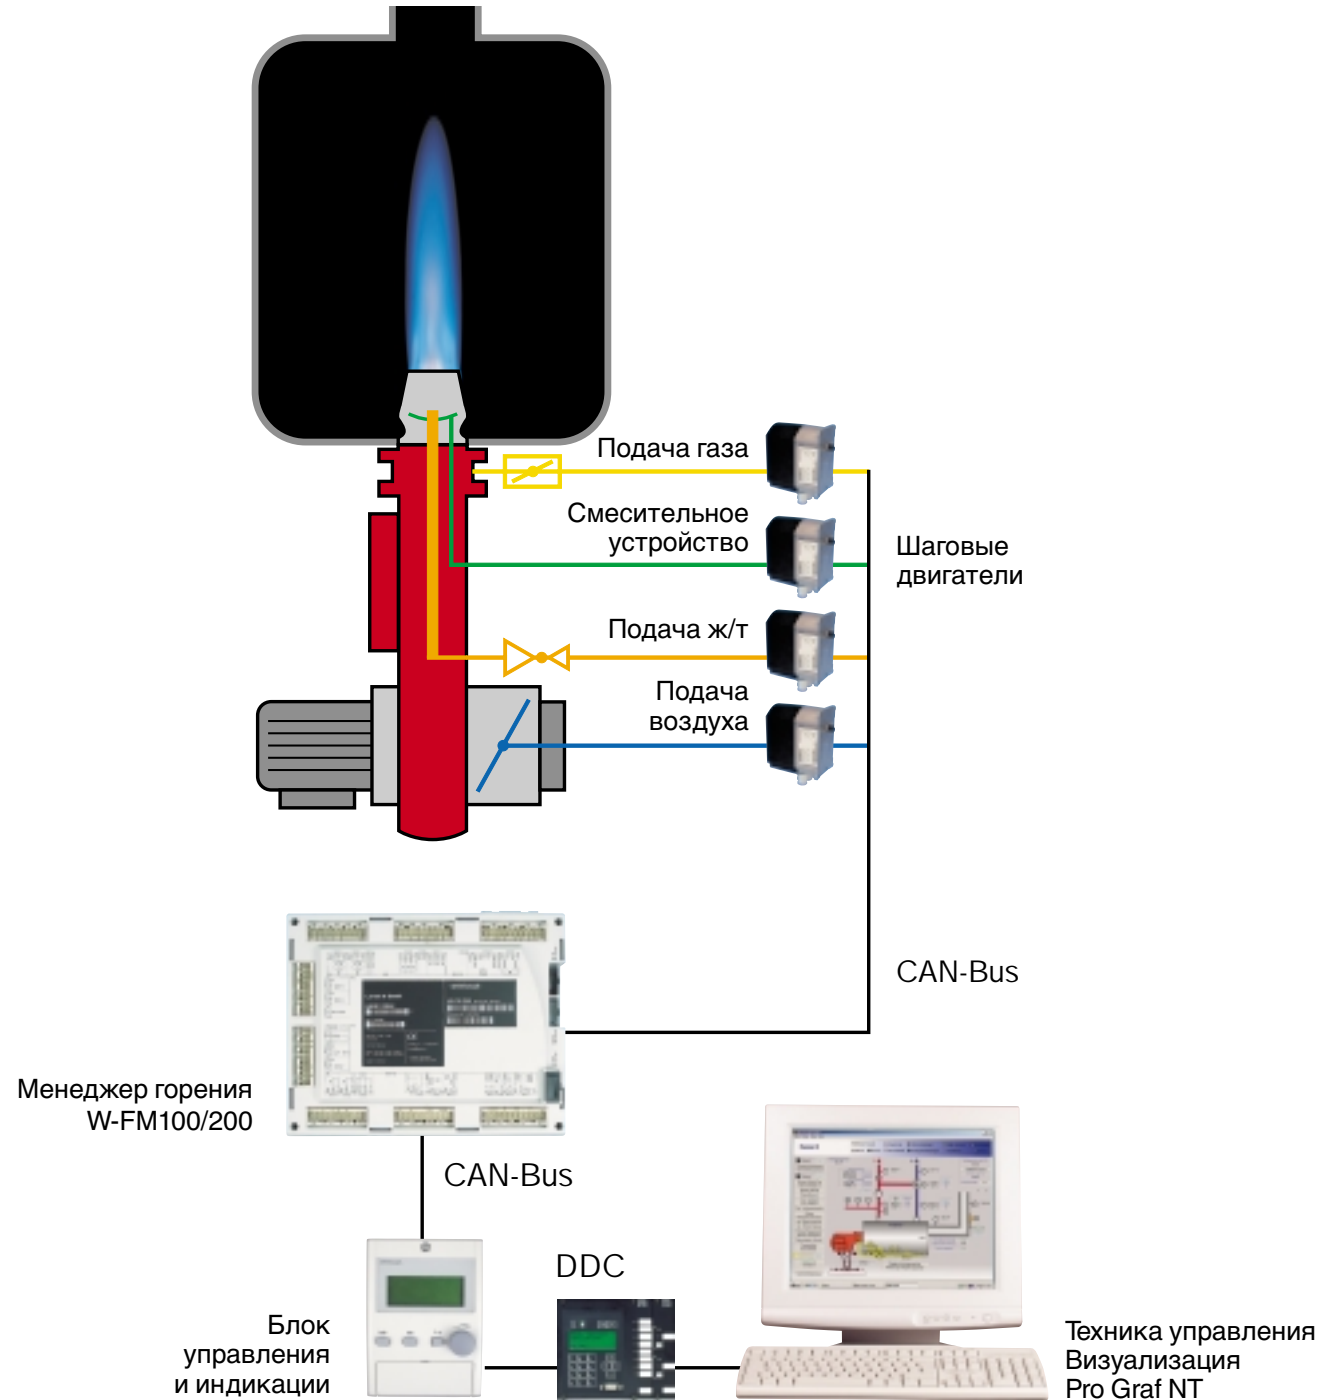 Подача газа
Смесительное
устройство
Шаговые
двигатели
Подача ж/т
Подача
воздуха
CAN-Bus
Менеджер горения
W-FM100/200
CAN-Bus
DDC
Блок
управления
и индикации
Техника управления
Визуализация
Pro Graf NT